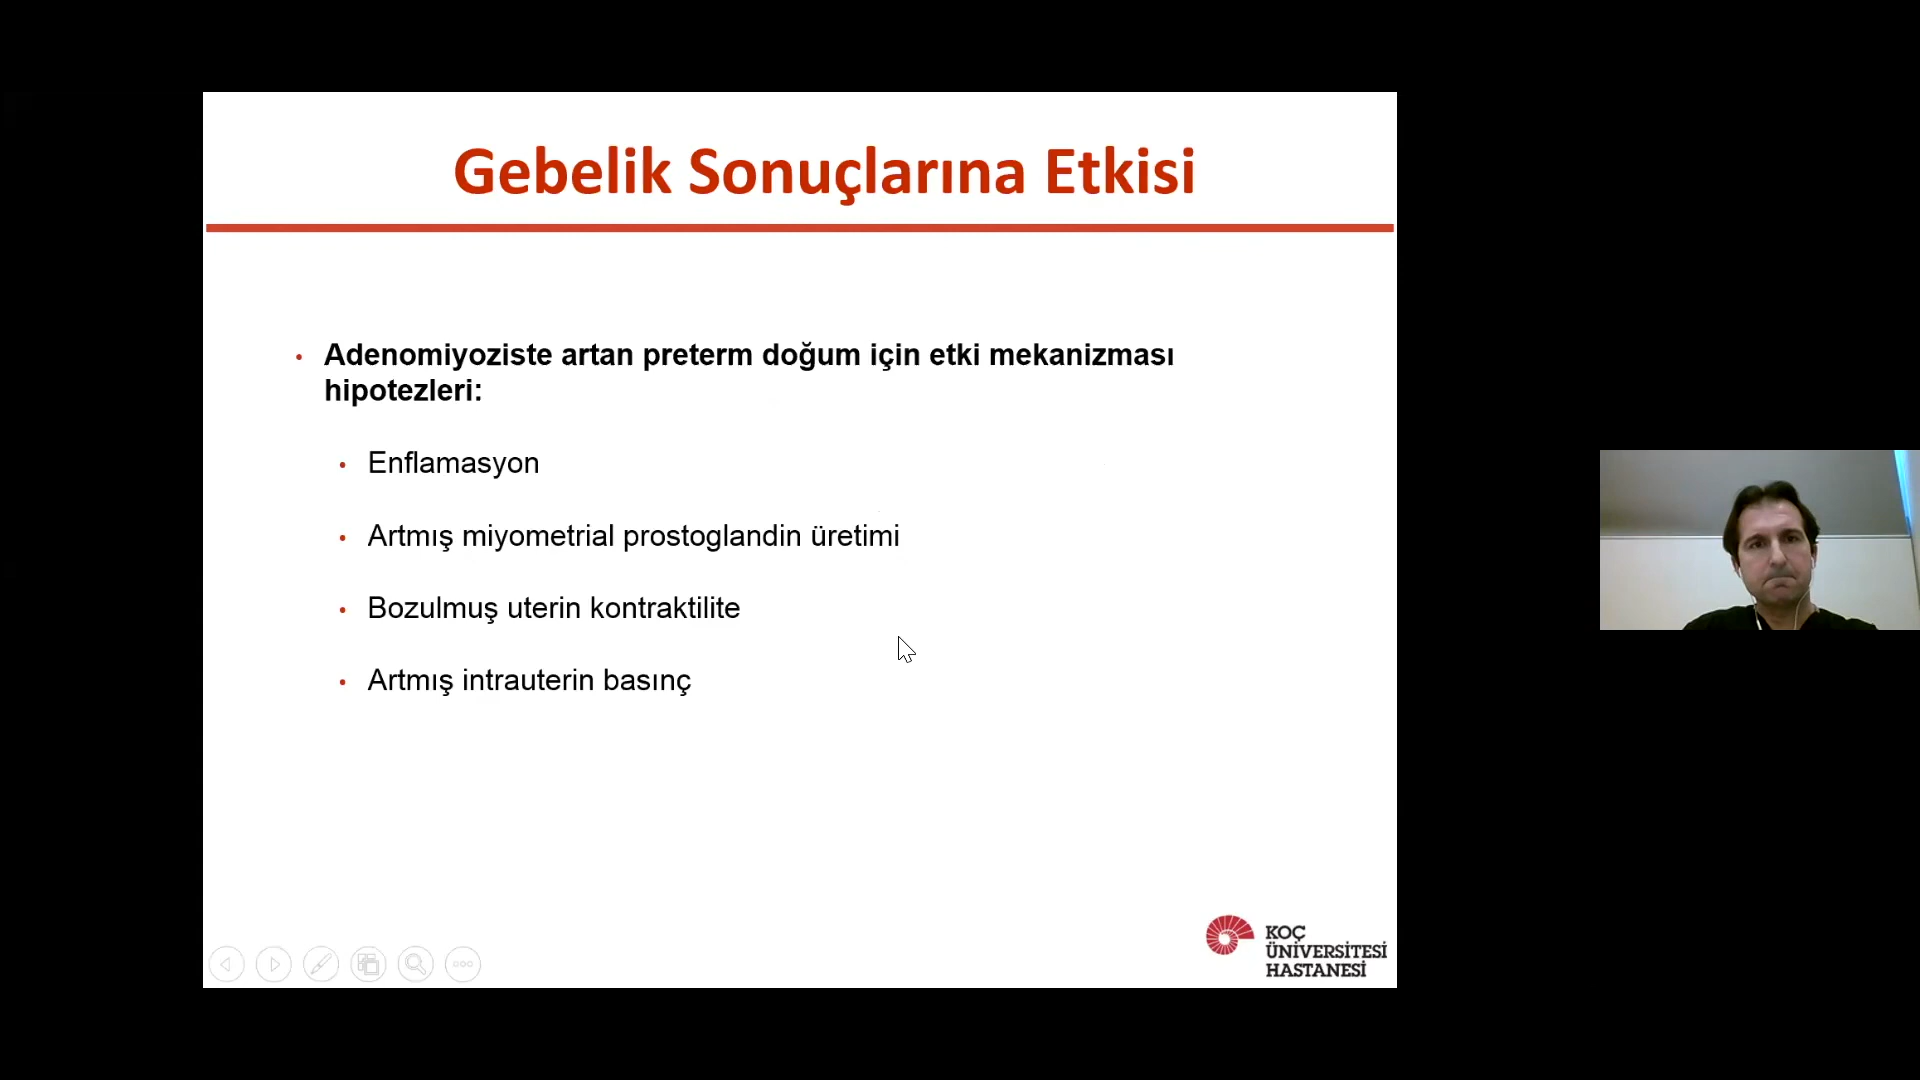 Gebelik Sonuçlarına Etkisi
• Adenomiyoziste artan preterm doğum için etki mekanizması
hipotezleri:
• Enflamasyon
• Artmış miyometrial prostoglandin üretimi
• Bozulmuş uterin kontraktilite
• Artmış intrauterin basınç
KOÇ
ÜNİVERSİTESİ
HASTANESİ